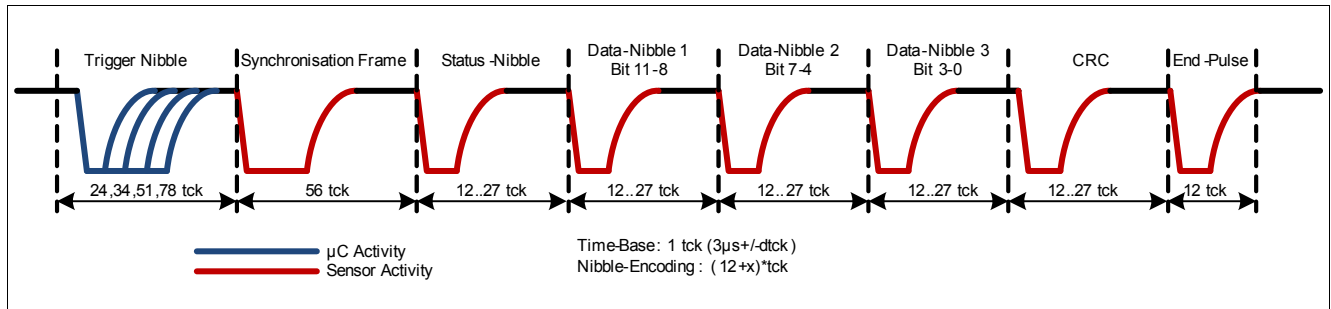 Trigger Nibble
Synchronisation Frame
Status -Nibble
Data-Nibble 1
Bit 11-8
Data-Nibble 2
Bit 7-4
Data-Nibble 3
Bit 3-0
CRC
End -Pulse
24,34,51,78 tck
56 tck
12..27 tck
12..27 tck
12..27 tck
12..27 tck
12..27 tck
12 tck
µC Activity
Sensor Activity
Time-Base: 1 tck (3µs+/-dtck)
Nibble-Encoding : (12+x)*tck